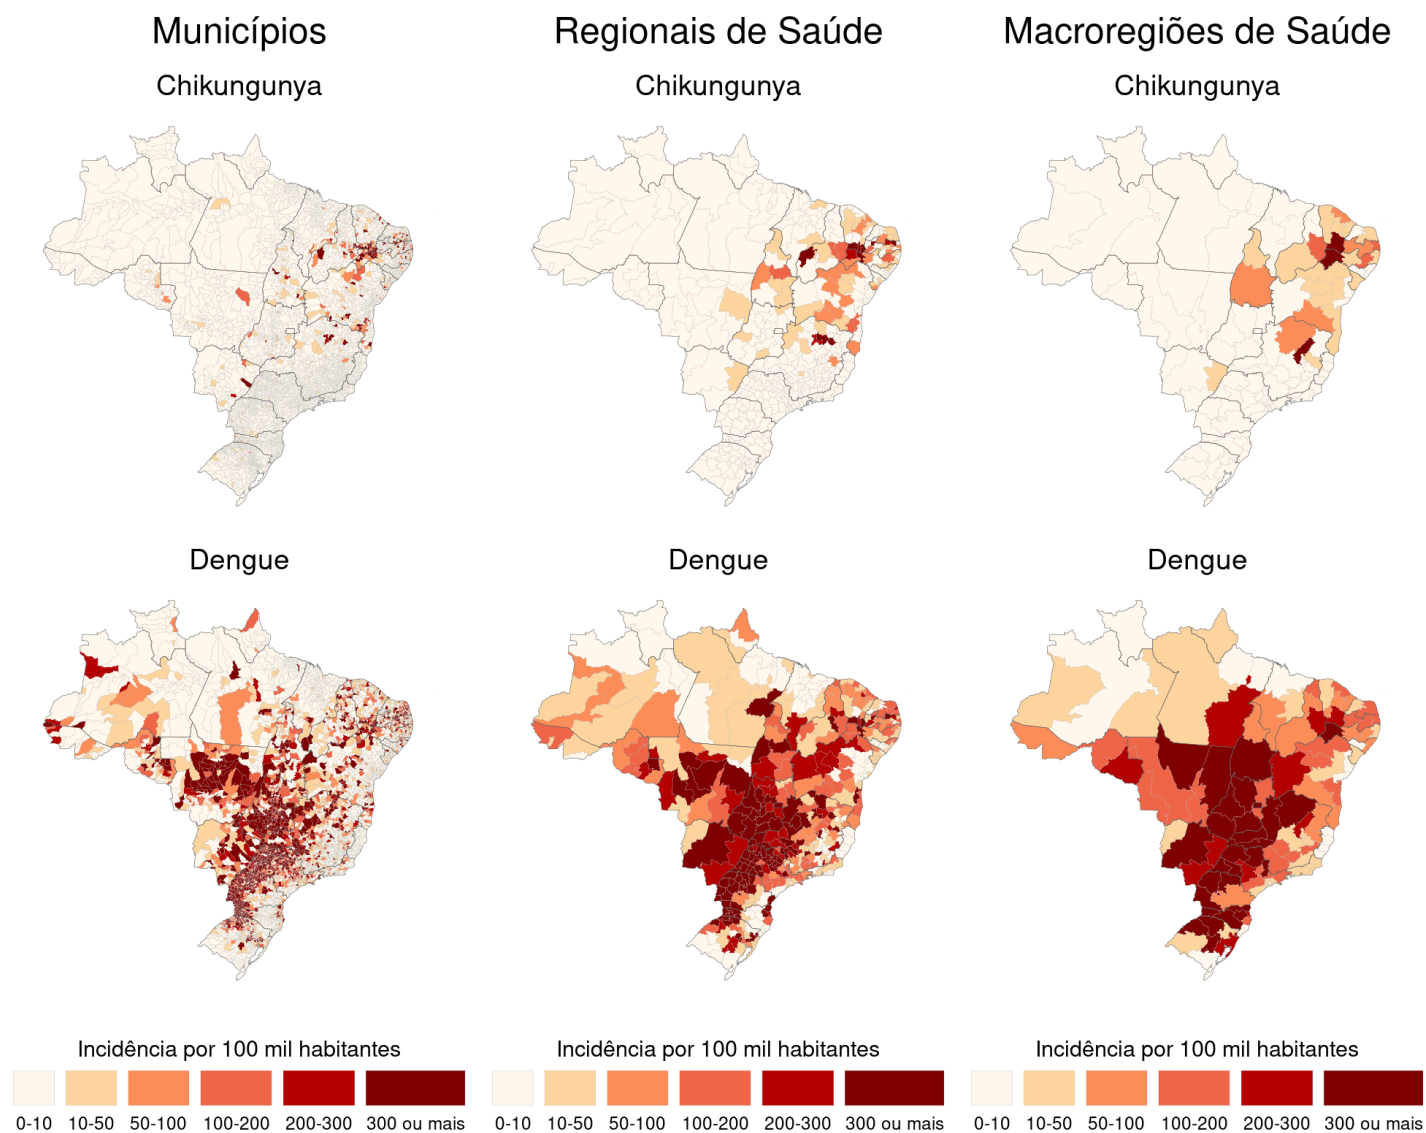 Municípios
Regionais de Saúde
Macroregiões de Saúde
Chikungunya
Chikungunya
Chikungunya
Dengue
Dengue
Dengue
Incidência por 100 mil habitantes
Incidência por 100 mil habitantes
Incidência por 100 mil habitantes
0-10 10-50 50-100 100-200 200-300 300 ou mais
0-10 10-50 50-100 100-200 200-300 300 ou mais
0-10 10-50 50-100 100-200 200-300 300 ou mais